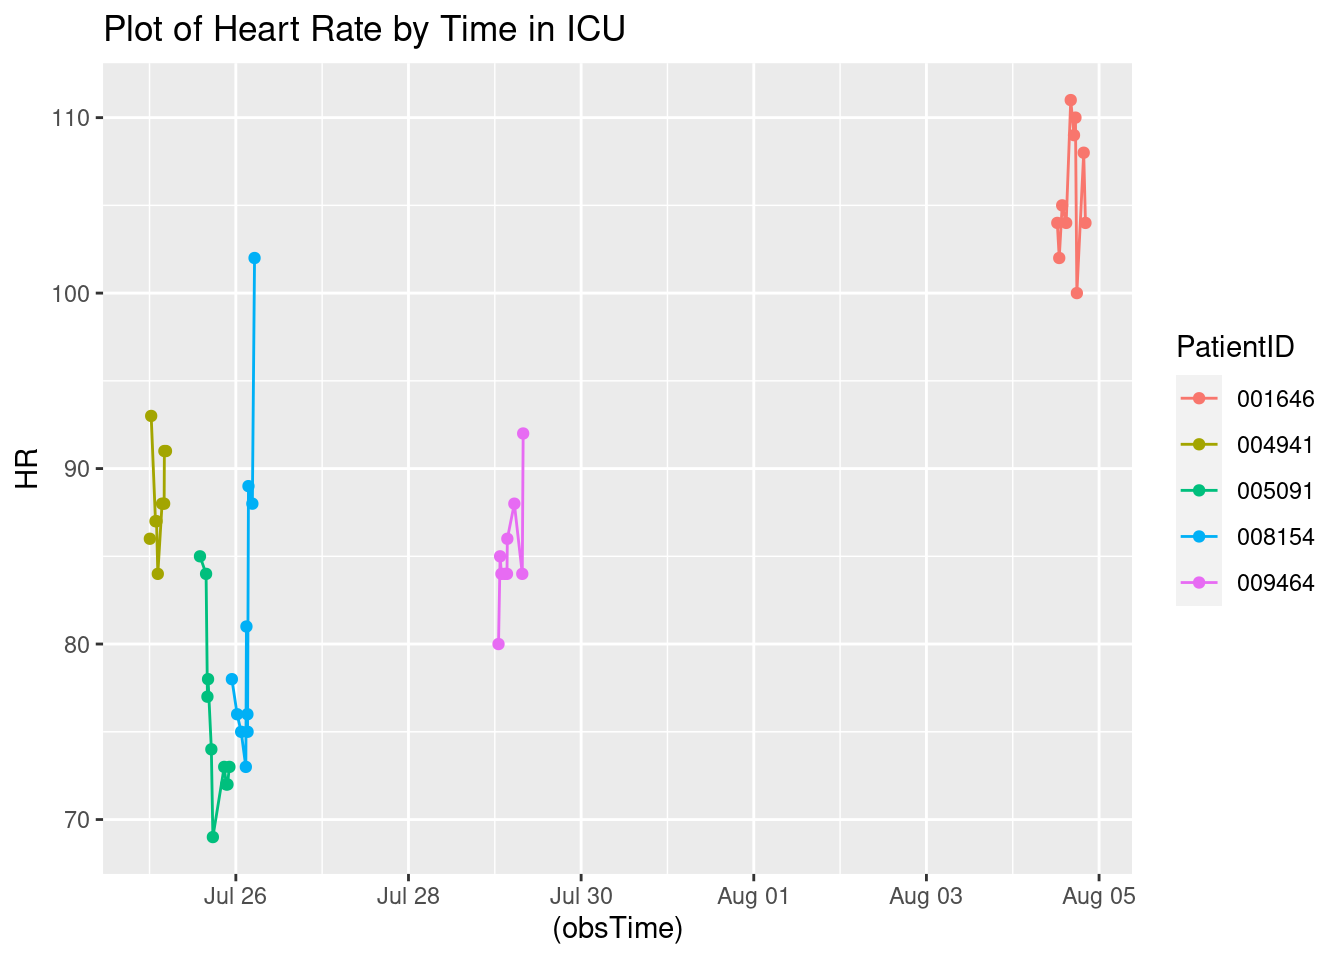 Plot of Heart Rate by Time in ICU
110
100
90
80
70
HR
Jul 26 Jul 28 Jul 30 Aug 01 Aug 03 Aug 05
(obsTime)
PatientID
001646
004941
005091
008154
009464